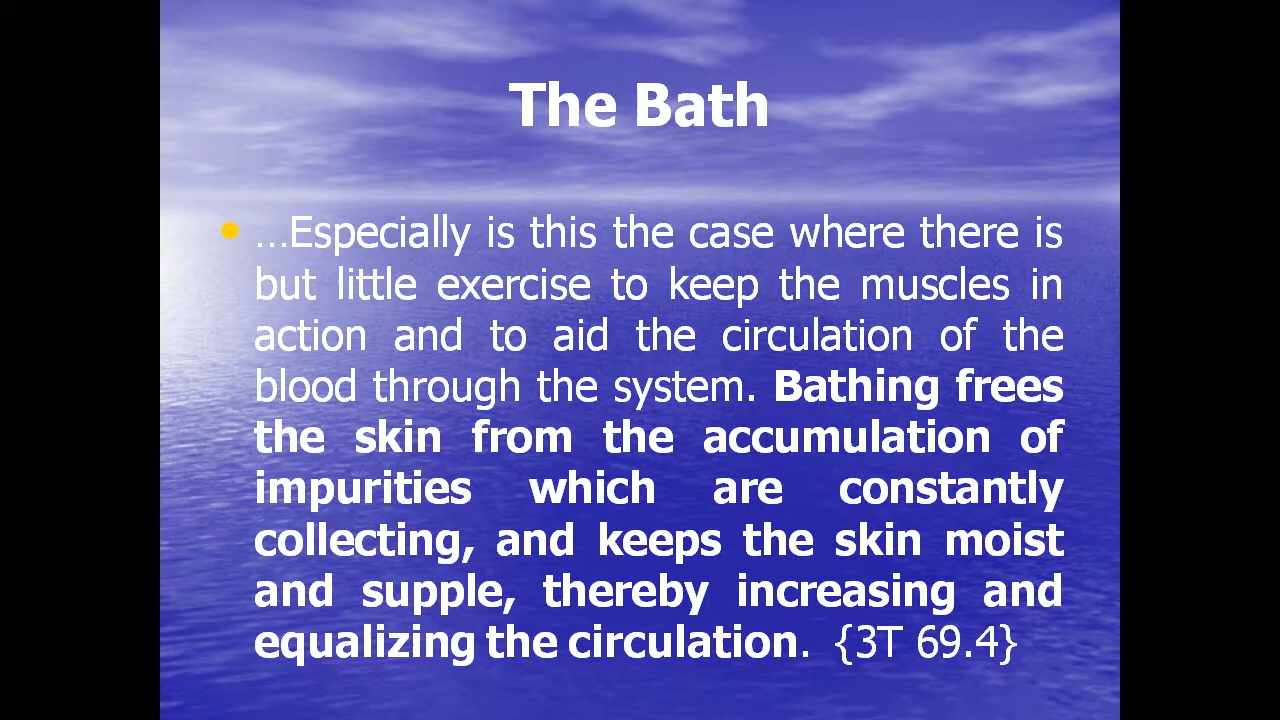 The Bath
…Especially is this the case where there is
but little exercise to keep the muscles in
action and to aid the circulation of the
blood through the system. Bathing frees
the skin from the accumulation of
impurities which are constantly
collecting, and keeps the skin moist
and supple, thereby increasing and
equalizing the circulation. {3T 69.4}